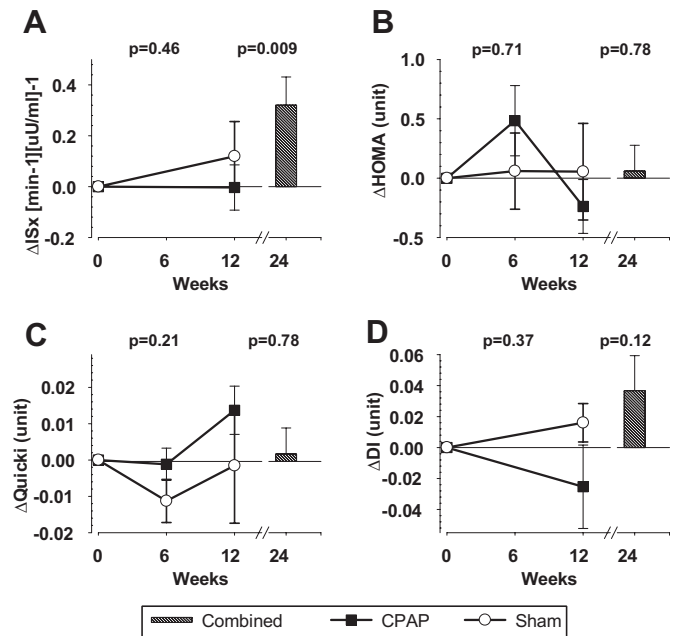 A
p=0.46 p=0.009
ΔISx [min-1][uU/ml]-1
0.4
0.2
0.0
-0.2
0 6 12 24
Weeks
B
p=0.71 p=0.78
ΔHOMA (unit)
1.0
0.5
0.0
-0.5
0 6 12 24
Weeks
C
p=0.21 p=0.78
ΔQuicki (unit)
0.02
0.01
0.00
-0.01
-0.02
0 6 12 24
Weeks
D
p=0.37 p=0.12
ΔDI (unit)
0.06
0.04
0.02
0.00
-0.02
-0.04
0 6 12 24
Weeks
Combined CPAP Sham